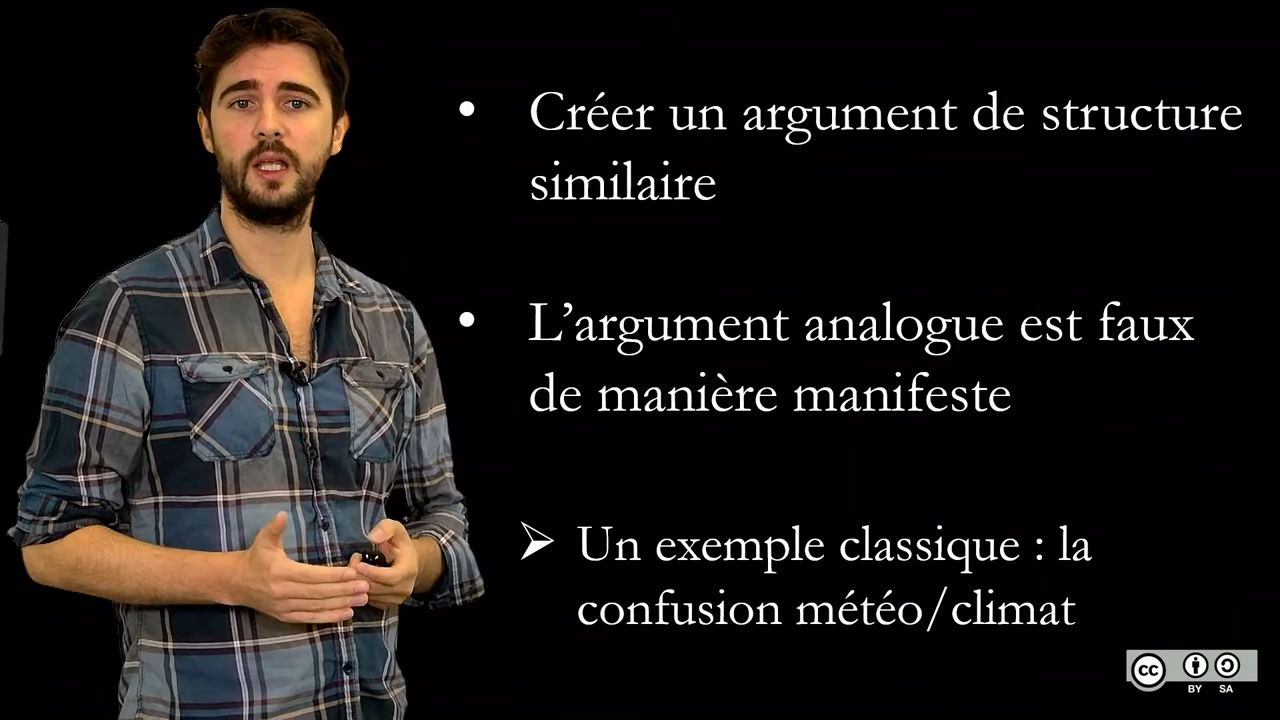 • Créer un argument de structure
similaire
• L’argument analogue est faux
de manière manifeste
➢ Un exemple classique : la
confusion météo/climat
cc
BY SA